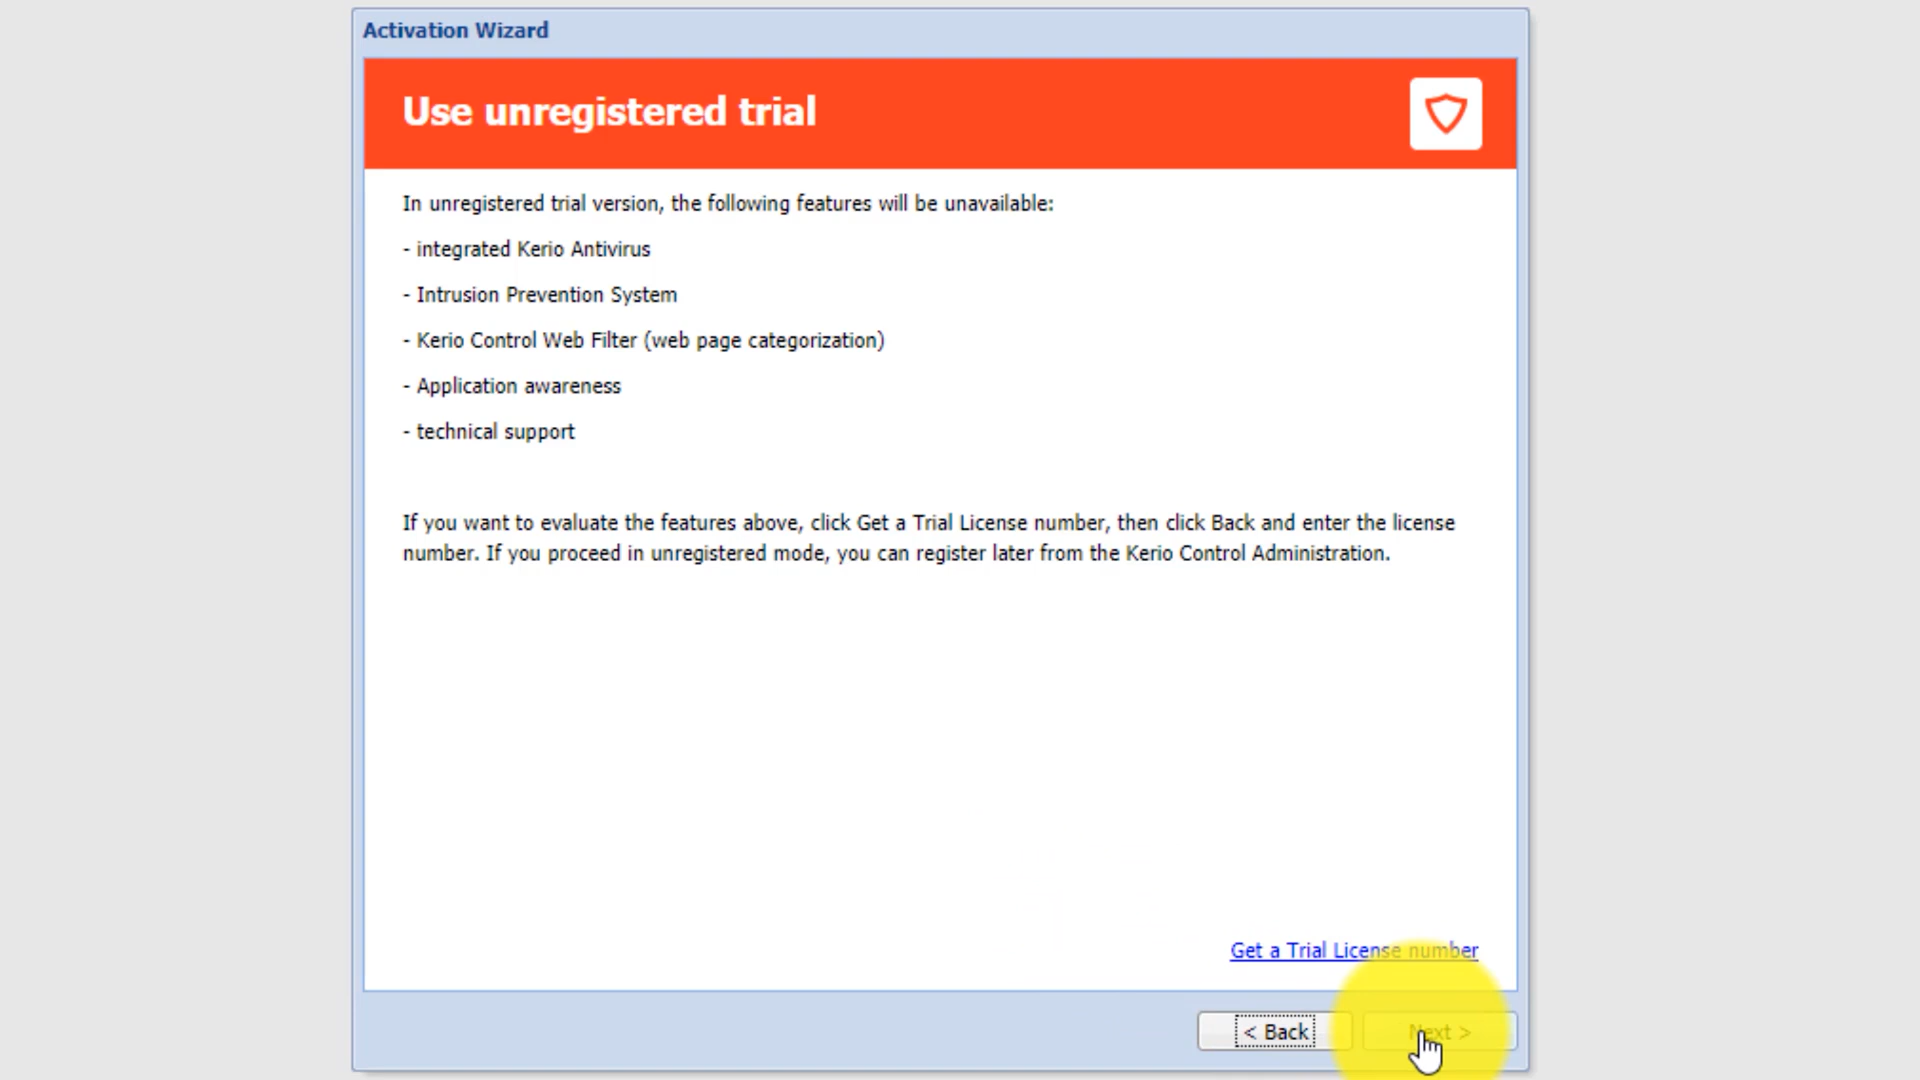 Activation Wizard
Use unregistered trial
In unregistered trial version, the following features will be unavailable:
- integrated Kerio Antivirus
- Intrusion Prevention System
- Kerio Control Web Filter (web page categorization)
- Application awareness
- technical support
If you want to evaluate the features above, click Get a Trial License number, then click Back and enter the license
number. If you proceed in unregistered mode, you can register later from the Kerio Control Administration.
Get a Trial License number
< Back
Next >